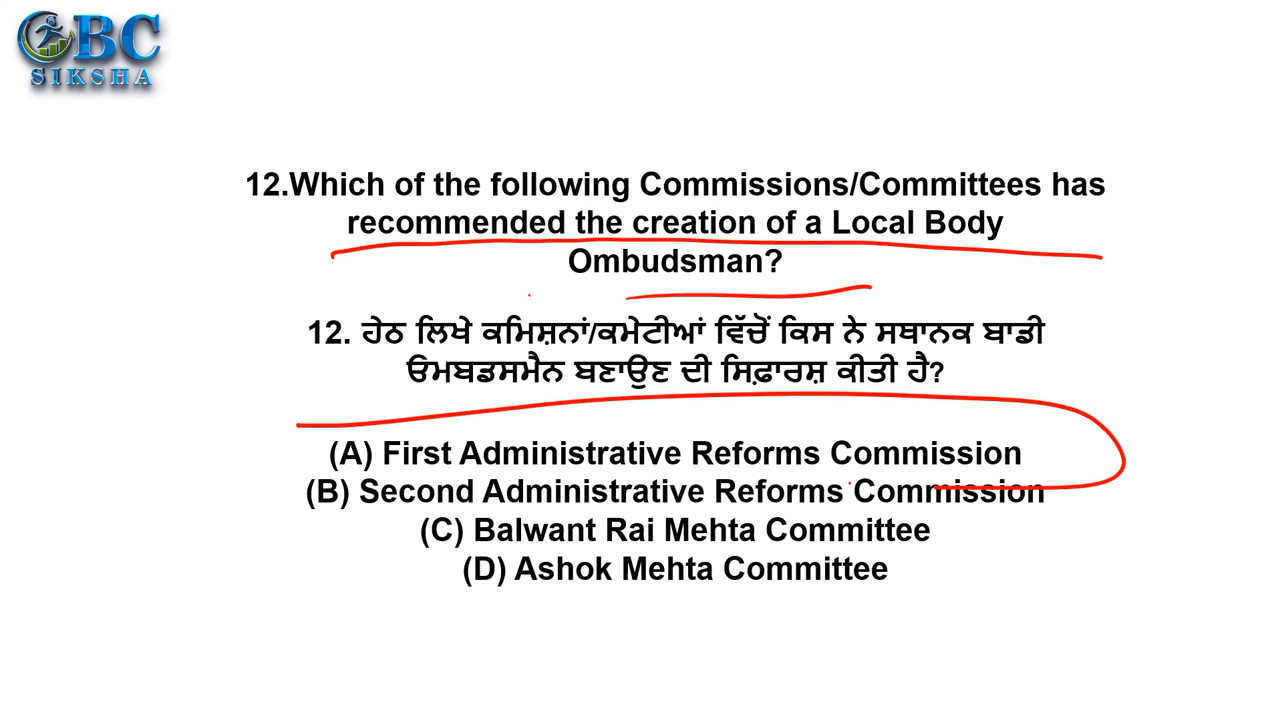 BC
SIKSHA
12.Which of the following Commissions/Committees has
recommended the creation of a Local Body
Ombudsman?
12. ਹੇਠ ਲਿਖੇ ਕਮਿਸ਼ਨਾਂ/ਕਮੇਟੀਆਂ ਵਿੱਚੋਂ ਕਿਸ ਨੇ ਸਥਾਨਕ ਬਾਡੀ
ਓਮਬਡਸਮੈਨ ਬਣਾਉਣ ਦੀ ਸਿਫ਼ਾਰਸ਼ ਕੀਤੀ ਹੈ?
(A) First Administrative Reforms Commission
(B) Second Administrative Reforms Commission
(C) Balwant Rai Mehta Committee
(D) Ashok Mehta Committee